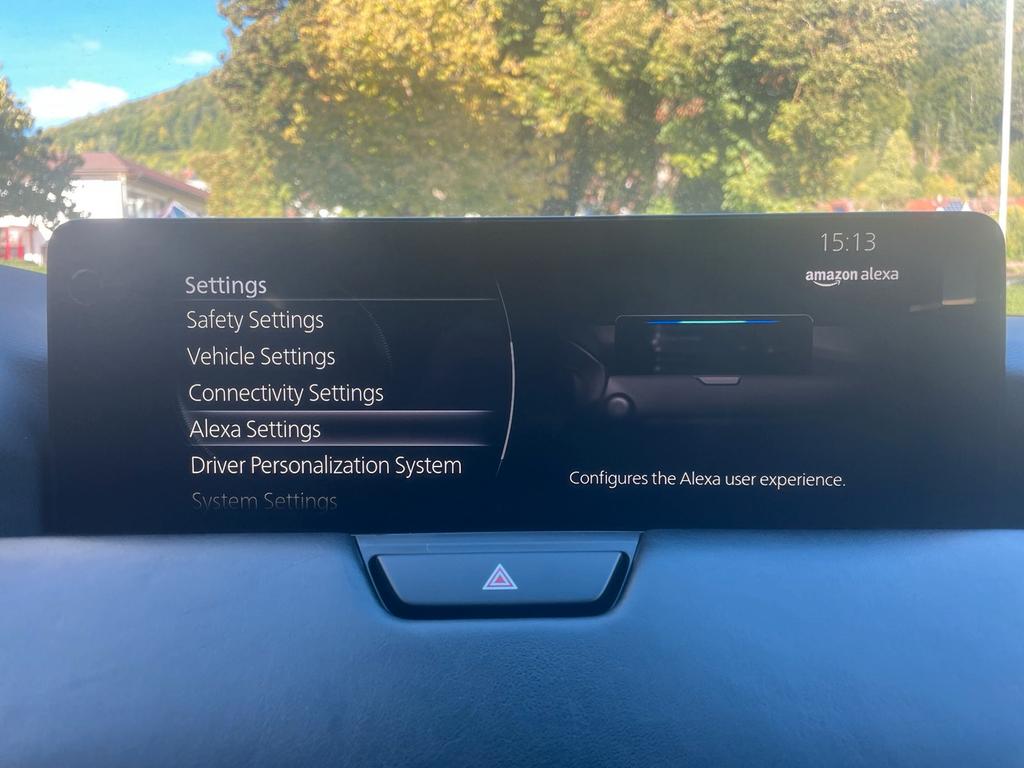 15:13
amazon alexa
Settings
Safety Settings
Vehicle Settings
Connectivity Settings
Alexa Settings
Driver Personalization System
System Settings
Configures the Alexa user experience.